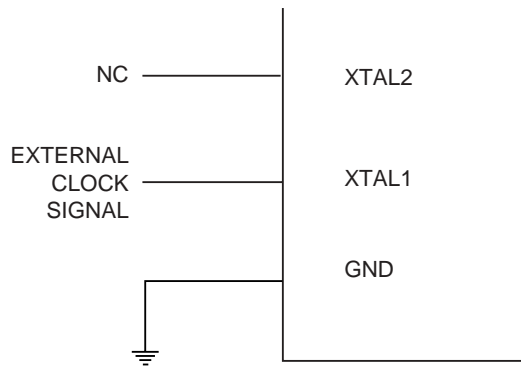 NC
XTAL2
EXTERNAL
CLOCK
SIGNAL
XTAL1
GND